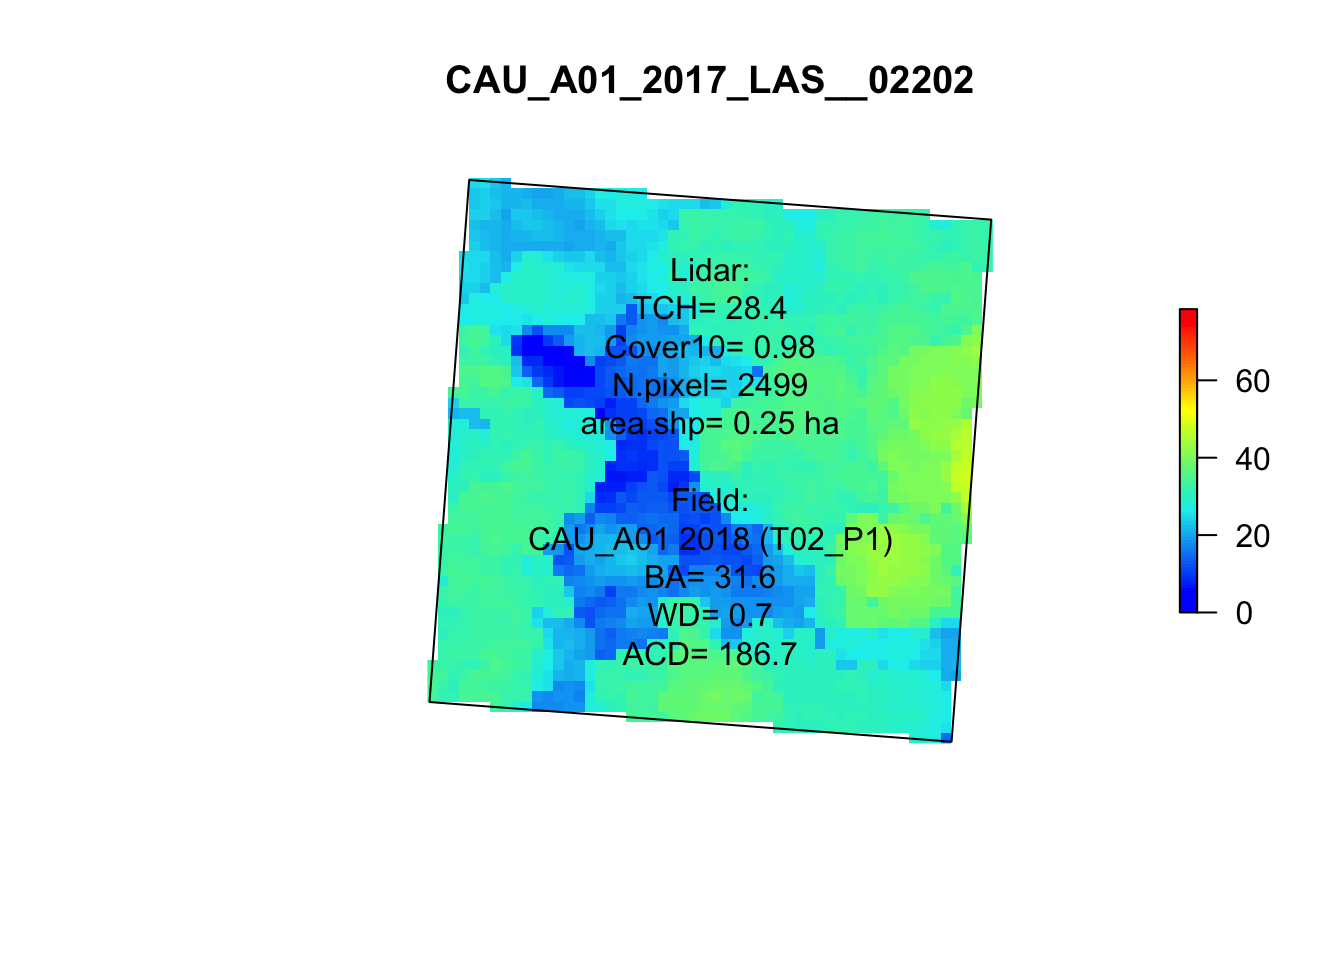 CAU_A01_2017_LAS__02202
Lidar:
TCH= 28.4
Cover10= 0.98
N.pixel= 2499
area.shp= 0.25 ha
Field:
CAU_A01 2018 (T02_P1)
BA= 31.6
WD= 0.7
ACD= 186.7
60
40
20
0